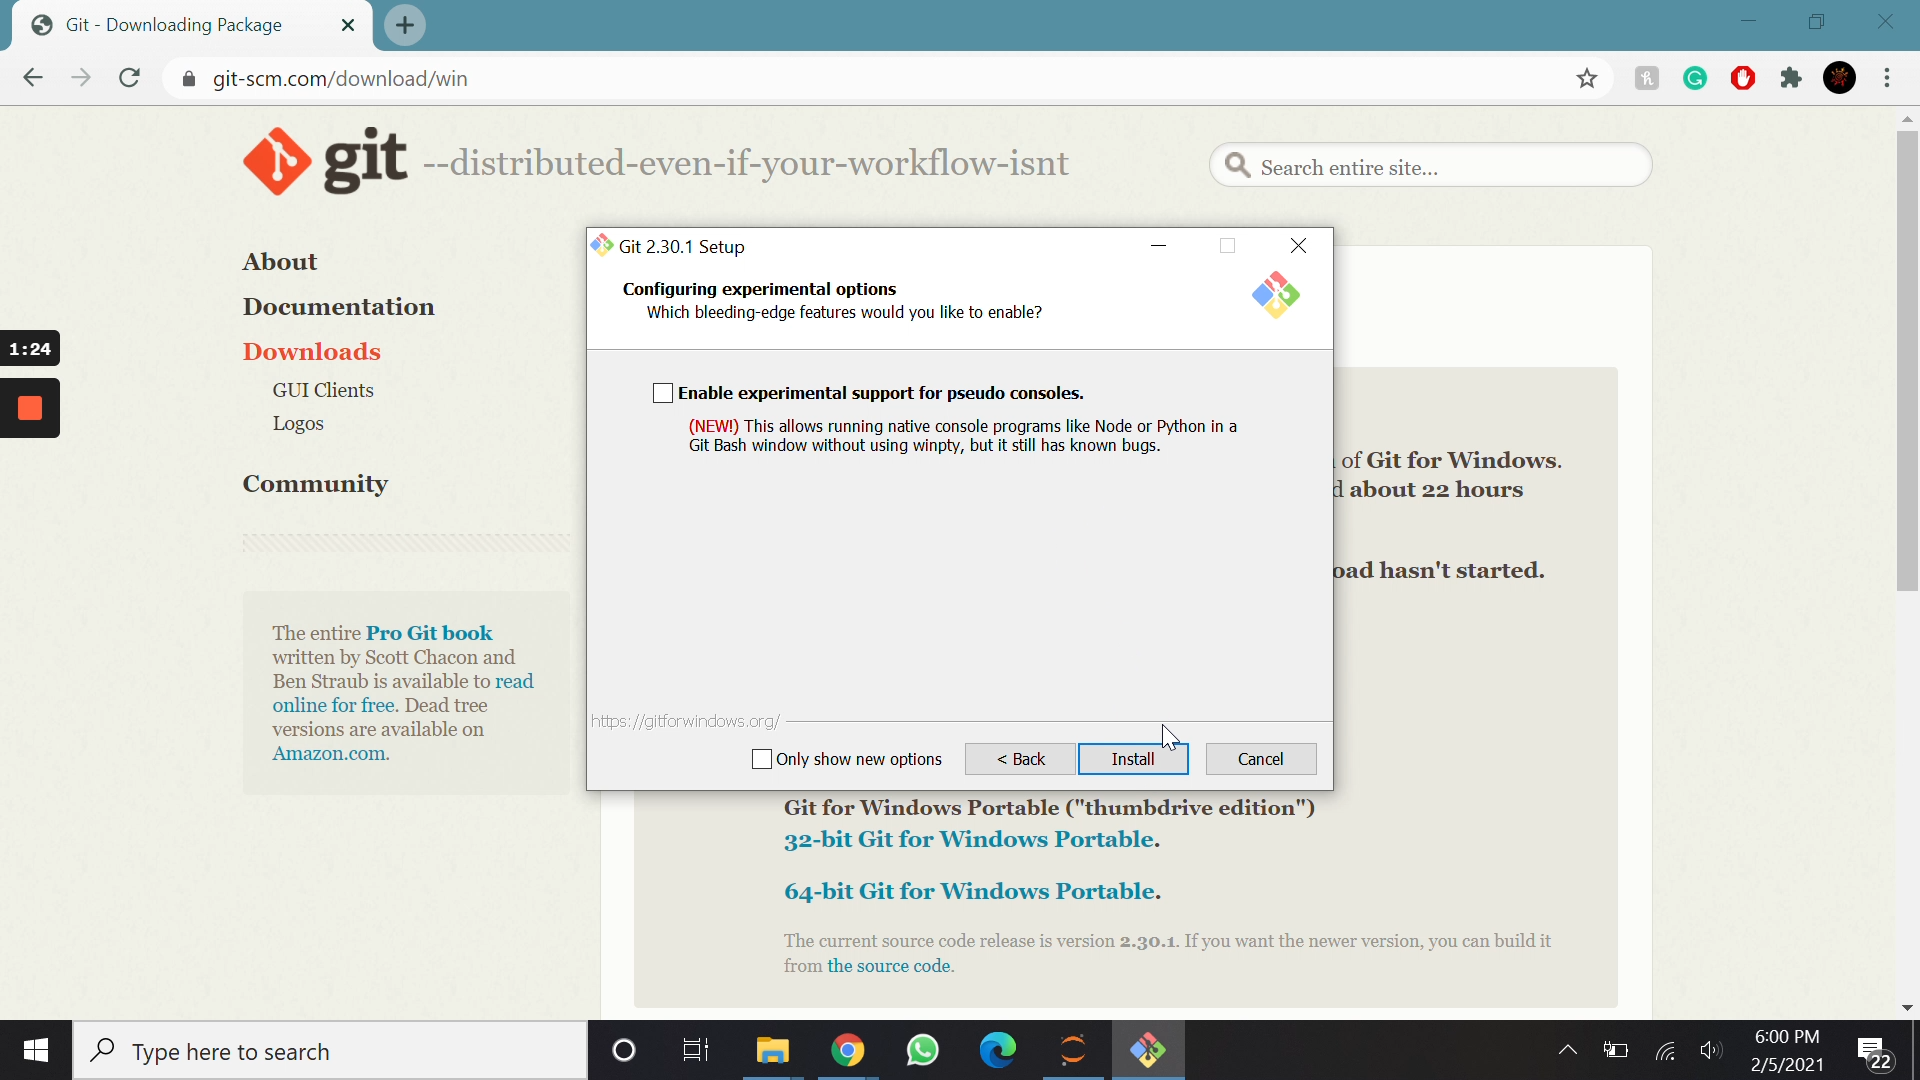 Git - Downloading Package
git-scm.com/download/win
git --distributed-even-if-your-workflow-isnt
Search entire site...
About
Documentation
Downloads
GUI Clients
Logos
Community
1:24
The entire Pro Git book
written by Scott Chacon and
Ben Straub is available to read
online for free. Dead tree
versions are available on
Amazon.com.
Git 2.30.1 Setup
Configuring experimental options
Which bleeding-edge features would you like to enable?
Enable experimental support for pseudo consoles.
(NEW!) This allows running native console programs like Node or Python in a
Git Bash window without using winpty, but it still has known bugs.
https://gitforwindows.org/
Only show new options
< Back
Install
Cancel
of Git for Windows.
d about 22 hours
oad hasn't started.
Git for Windows Portable ("thumbdrive edition")
32-bit Git for Windows Portable.
64-bit Git for Windows Portable.
The current source code release is version 2.30.1. If you want the newer version, you can build it
from the source code.
Type here to search
6:00 PM
2/5/2021
22